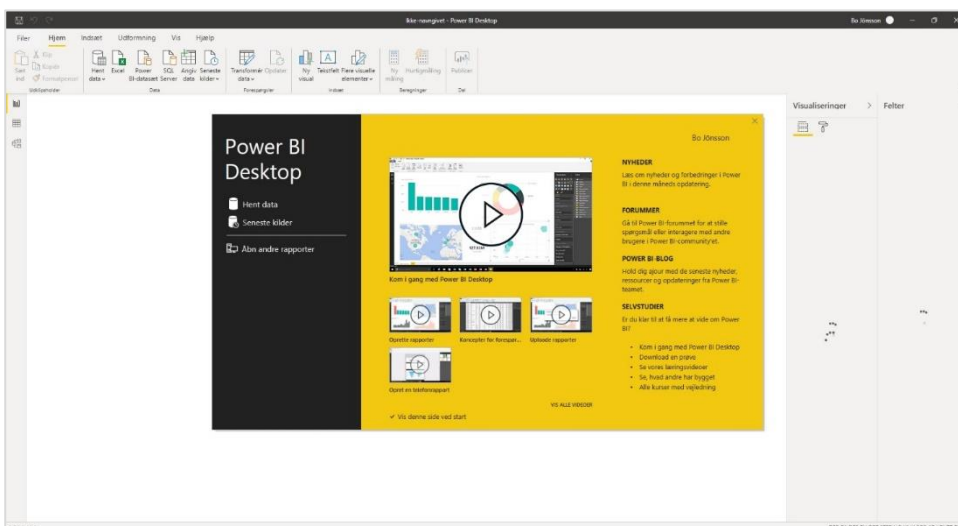 Ikke-navngivet - Power BI Desktop
Bo Jönsson
Filer Hjem Indsæt Udformning Vis Hjælp
Sæt ind
Klip
Kopiér
Formatpensel
Hent data
Excel
Power BI-datasæt
SQL Server
Angiv data
Seneste kilder
Transformér data
Opdater
Ny visual
Tekstfelt
Flere visuelle elementer
Ny måling
Hurtigmåling
Publicer
Udklipsholder
Data
Forespørgsler
Indsæt
Beregninger
Del
Visualiseringer
Felter
Power BI
Desktop
Hent data
Seneste kilder
Åbn andre rapporter
Kom i gang med Power BI Desktop
Oprette rapporter
Koncepter for forespør...
Uploade rapporter
Opret en telefonrapport
VIS ALLE VIDEOER
Vis denne side ved start
Bo Jönsson
NYHEDER
Læs om nyheder og forbedringer i Power
BI i denne måneds opdatering.
FORUMMER
Gå til Power BI-forummet for at stille
spørgsmål eller interagere med andre
brugere i Power BI-community'et.
POWER BI-BLOG
Hold dig ajour med de seneste nyheder,
ressourcer og opdateringer fra Power BI-
teamet.
SELVSTUDIER
Er du klar til at få mere at vide om Power
BI?
Kom i gang med Power BI Desktop
Download en prøve
Se vores læringsvideoer
Se, hvad andre har bygget
Alle kurser med vejledning